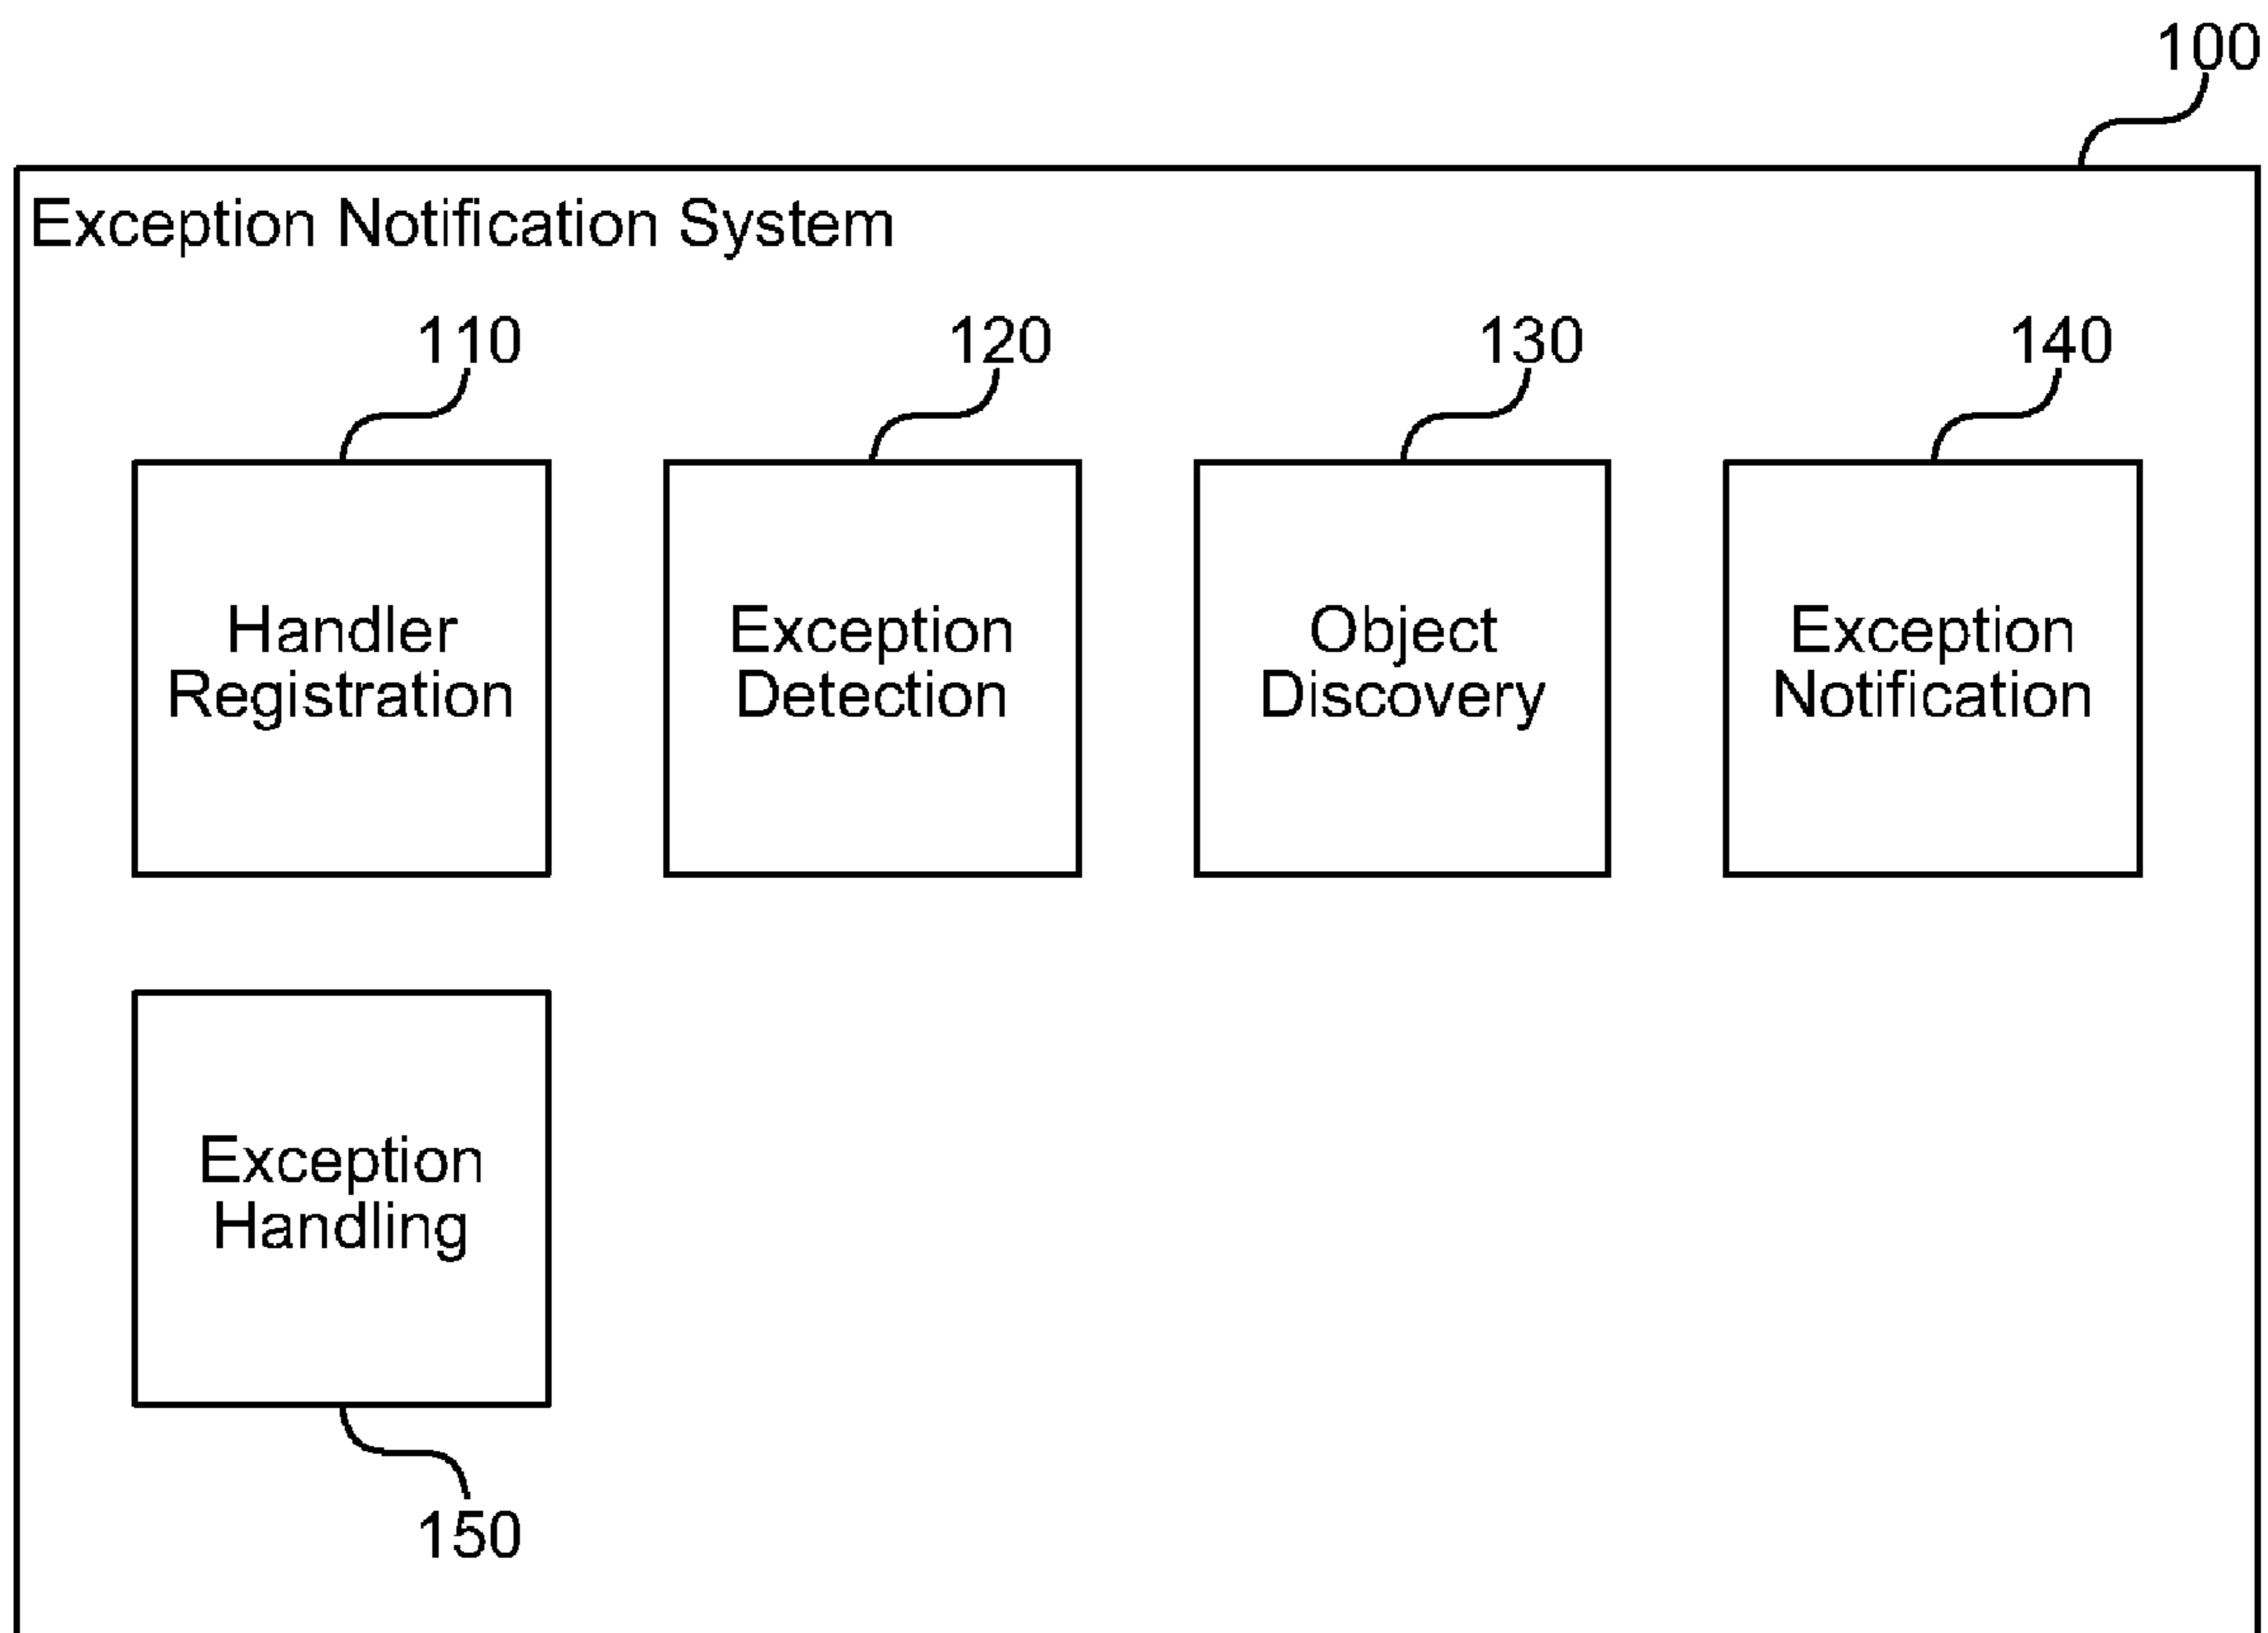 100
Exception Notification System
110
120
130
140
Handler
Registration
Exception
Detection
Object
Discovery
Exception
Notification
Exception
Handling
150